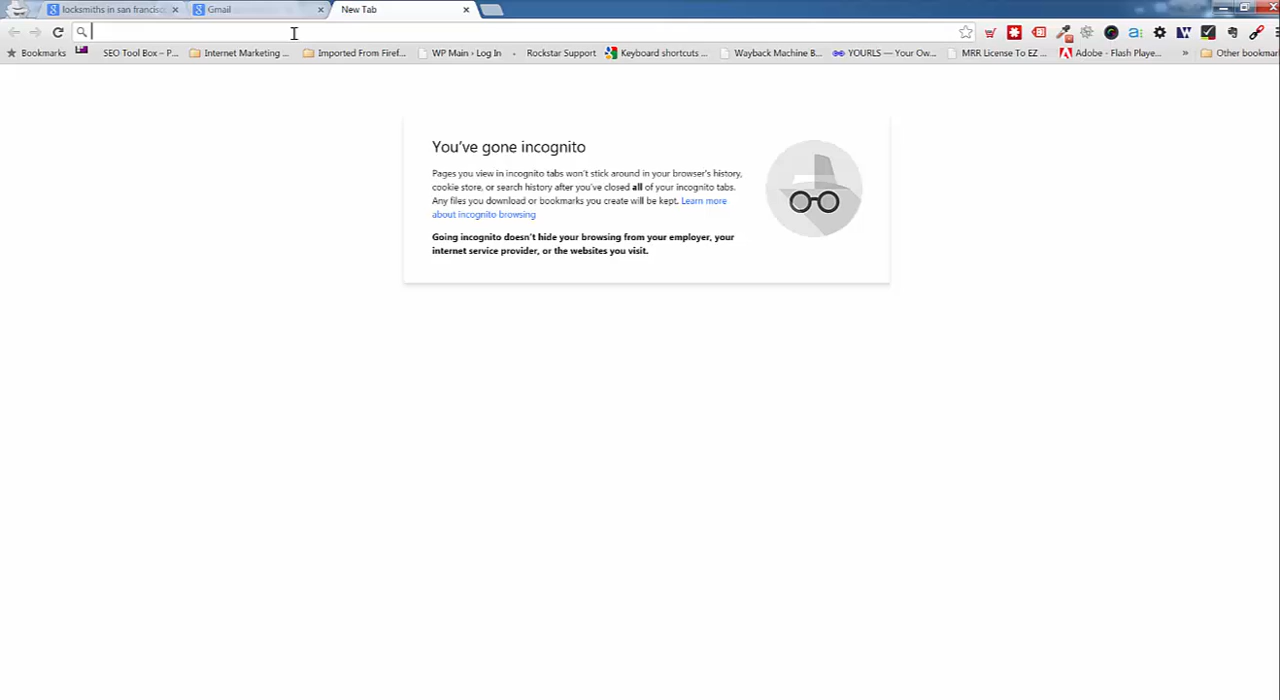 locksmiths in san francisc
Gmail
New Tab
Bookmarks
SEO Tool Box – P...
Internet Marketing ...
Imported From Firef...
WP Main › Log In
Rockstar Support
Keyboard shortcuts ...
Wayback Machine B...
YOURLS — Your Ow...
MRR License To EZ ...
Adobe - Flash Playe...
»
Other bookmar
You've gone incognito
Pages you view in incognito tabs won't stick around in your browser's history,
cookie store, or search history after you've closed all of your incognito tabs.
Any files you download or bookmarks you create will be kept. Learn more
about incognito browsing
Going incognito doesn't hide your browsing from your employer, your
internet service provider, or the websites you visit.